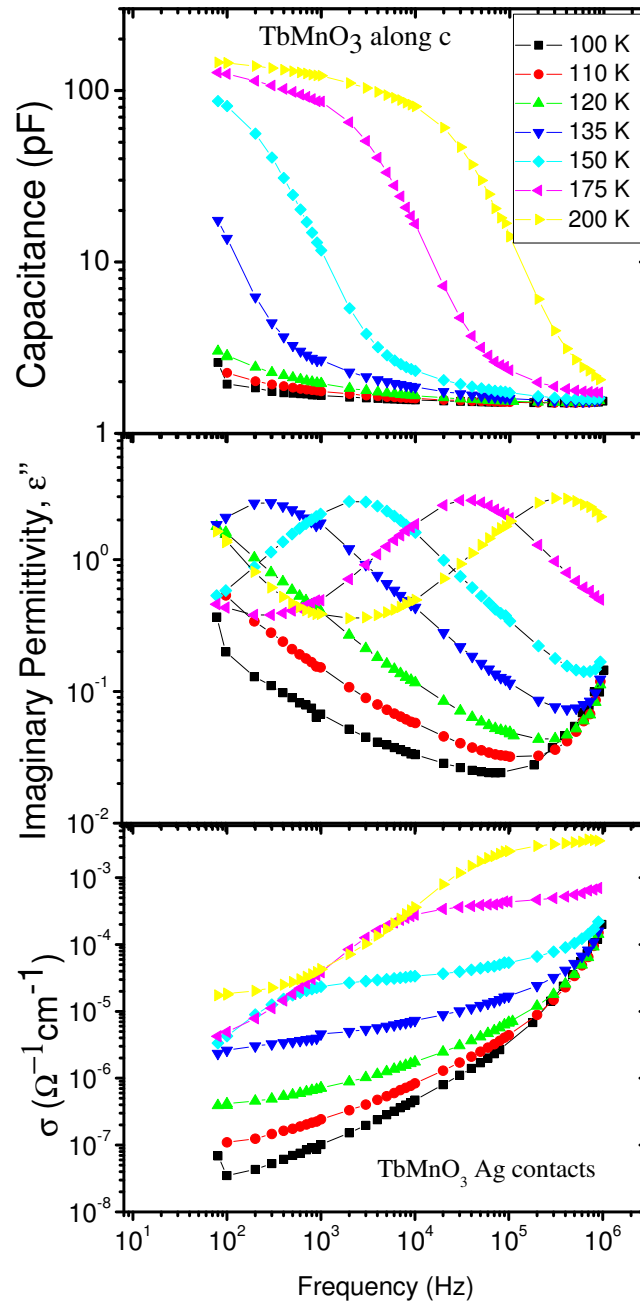 TbMnO₃ along c
100 K
110 K
120 K
135 K
150 K
175 K
200 K
Capacitance (pF)
100
10
1
Imaginary Permittivity, ε''
10⁰
10⁻¹
10⁻²
σ (Ω⁻¹cm⁻¹)
10⁻³
10⁻⁴
10⁻⁵
10⁻⁶
10⁻⁷
10⁻⁸
TbMnO₃ Ag contacts
10¹ 10² 10³ 10⁴ 10⁵ 10⁶
Frequency (Hz)